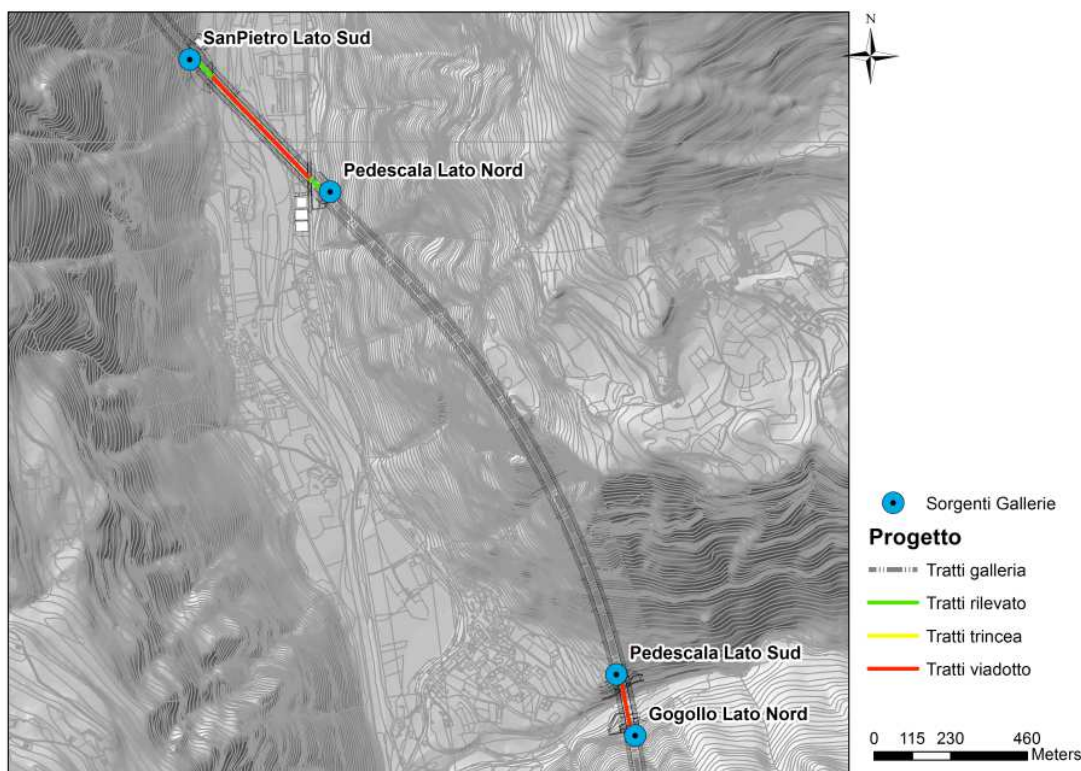 SanPietro Lato Sud
N
Pedescala Lato Nord
Sorgenti Gallerie
Progetto
Tratti galleria
Tratti rilevato
Tratti trincea
Tratti viadotto
Pedescala Lato Sud
Gogollo Lato Nord
0 115 230 460
Meters